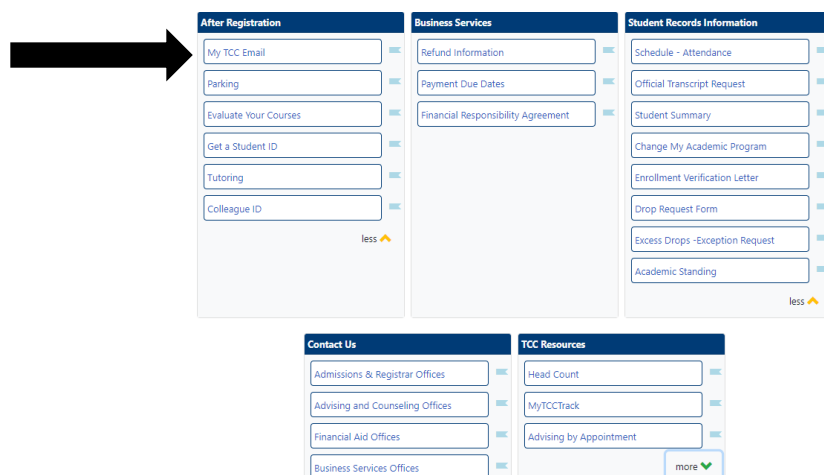 After Registration
My TCC Email
Parking
Evaluate Your Courses
Get a Student ID
Tutoring
Colleague ID
less
Business Services
Refund Information
Payment Due Dates
Financial Responsibility Agreement
Student Records Information
Schedule - Attendance
Official Transcript Request
Student Summary
Change My Academic Program
Enrollment Verification Letter
Drop Request Form
Excess Drops -Exception Request
Academic Standing
less
Contact Us
Admissions & Registrar Offices
Advising and Counseling Offices
Financial Aid Offices
Business Services Offices
TCC Resources
Head Count
MyTCCTrack
Advising by Appointment
more